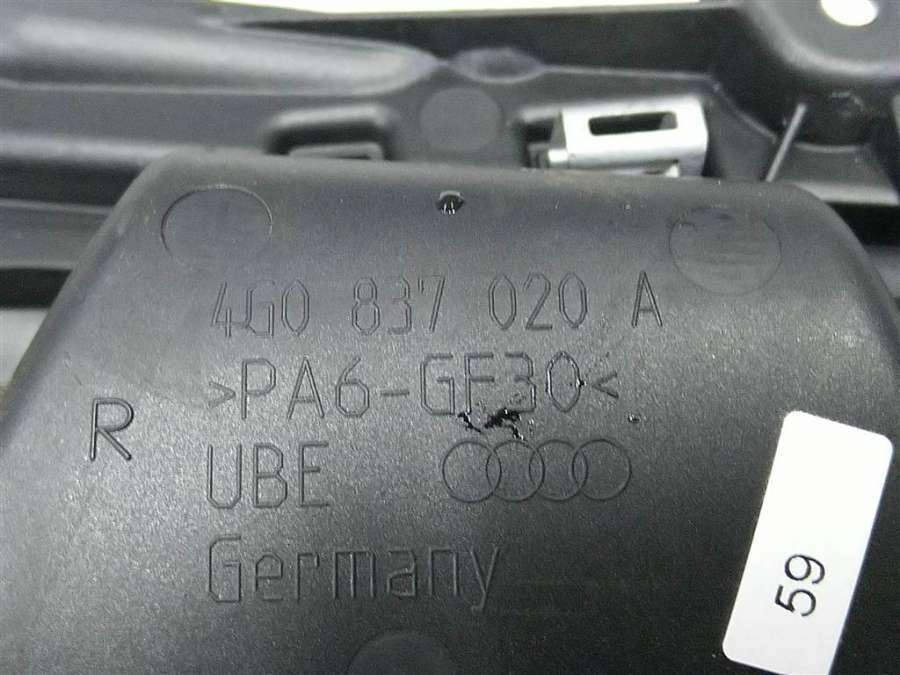 4G0 837 020 A
>PA6-GF30<
R
UBE
Germany
59